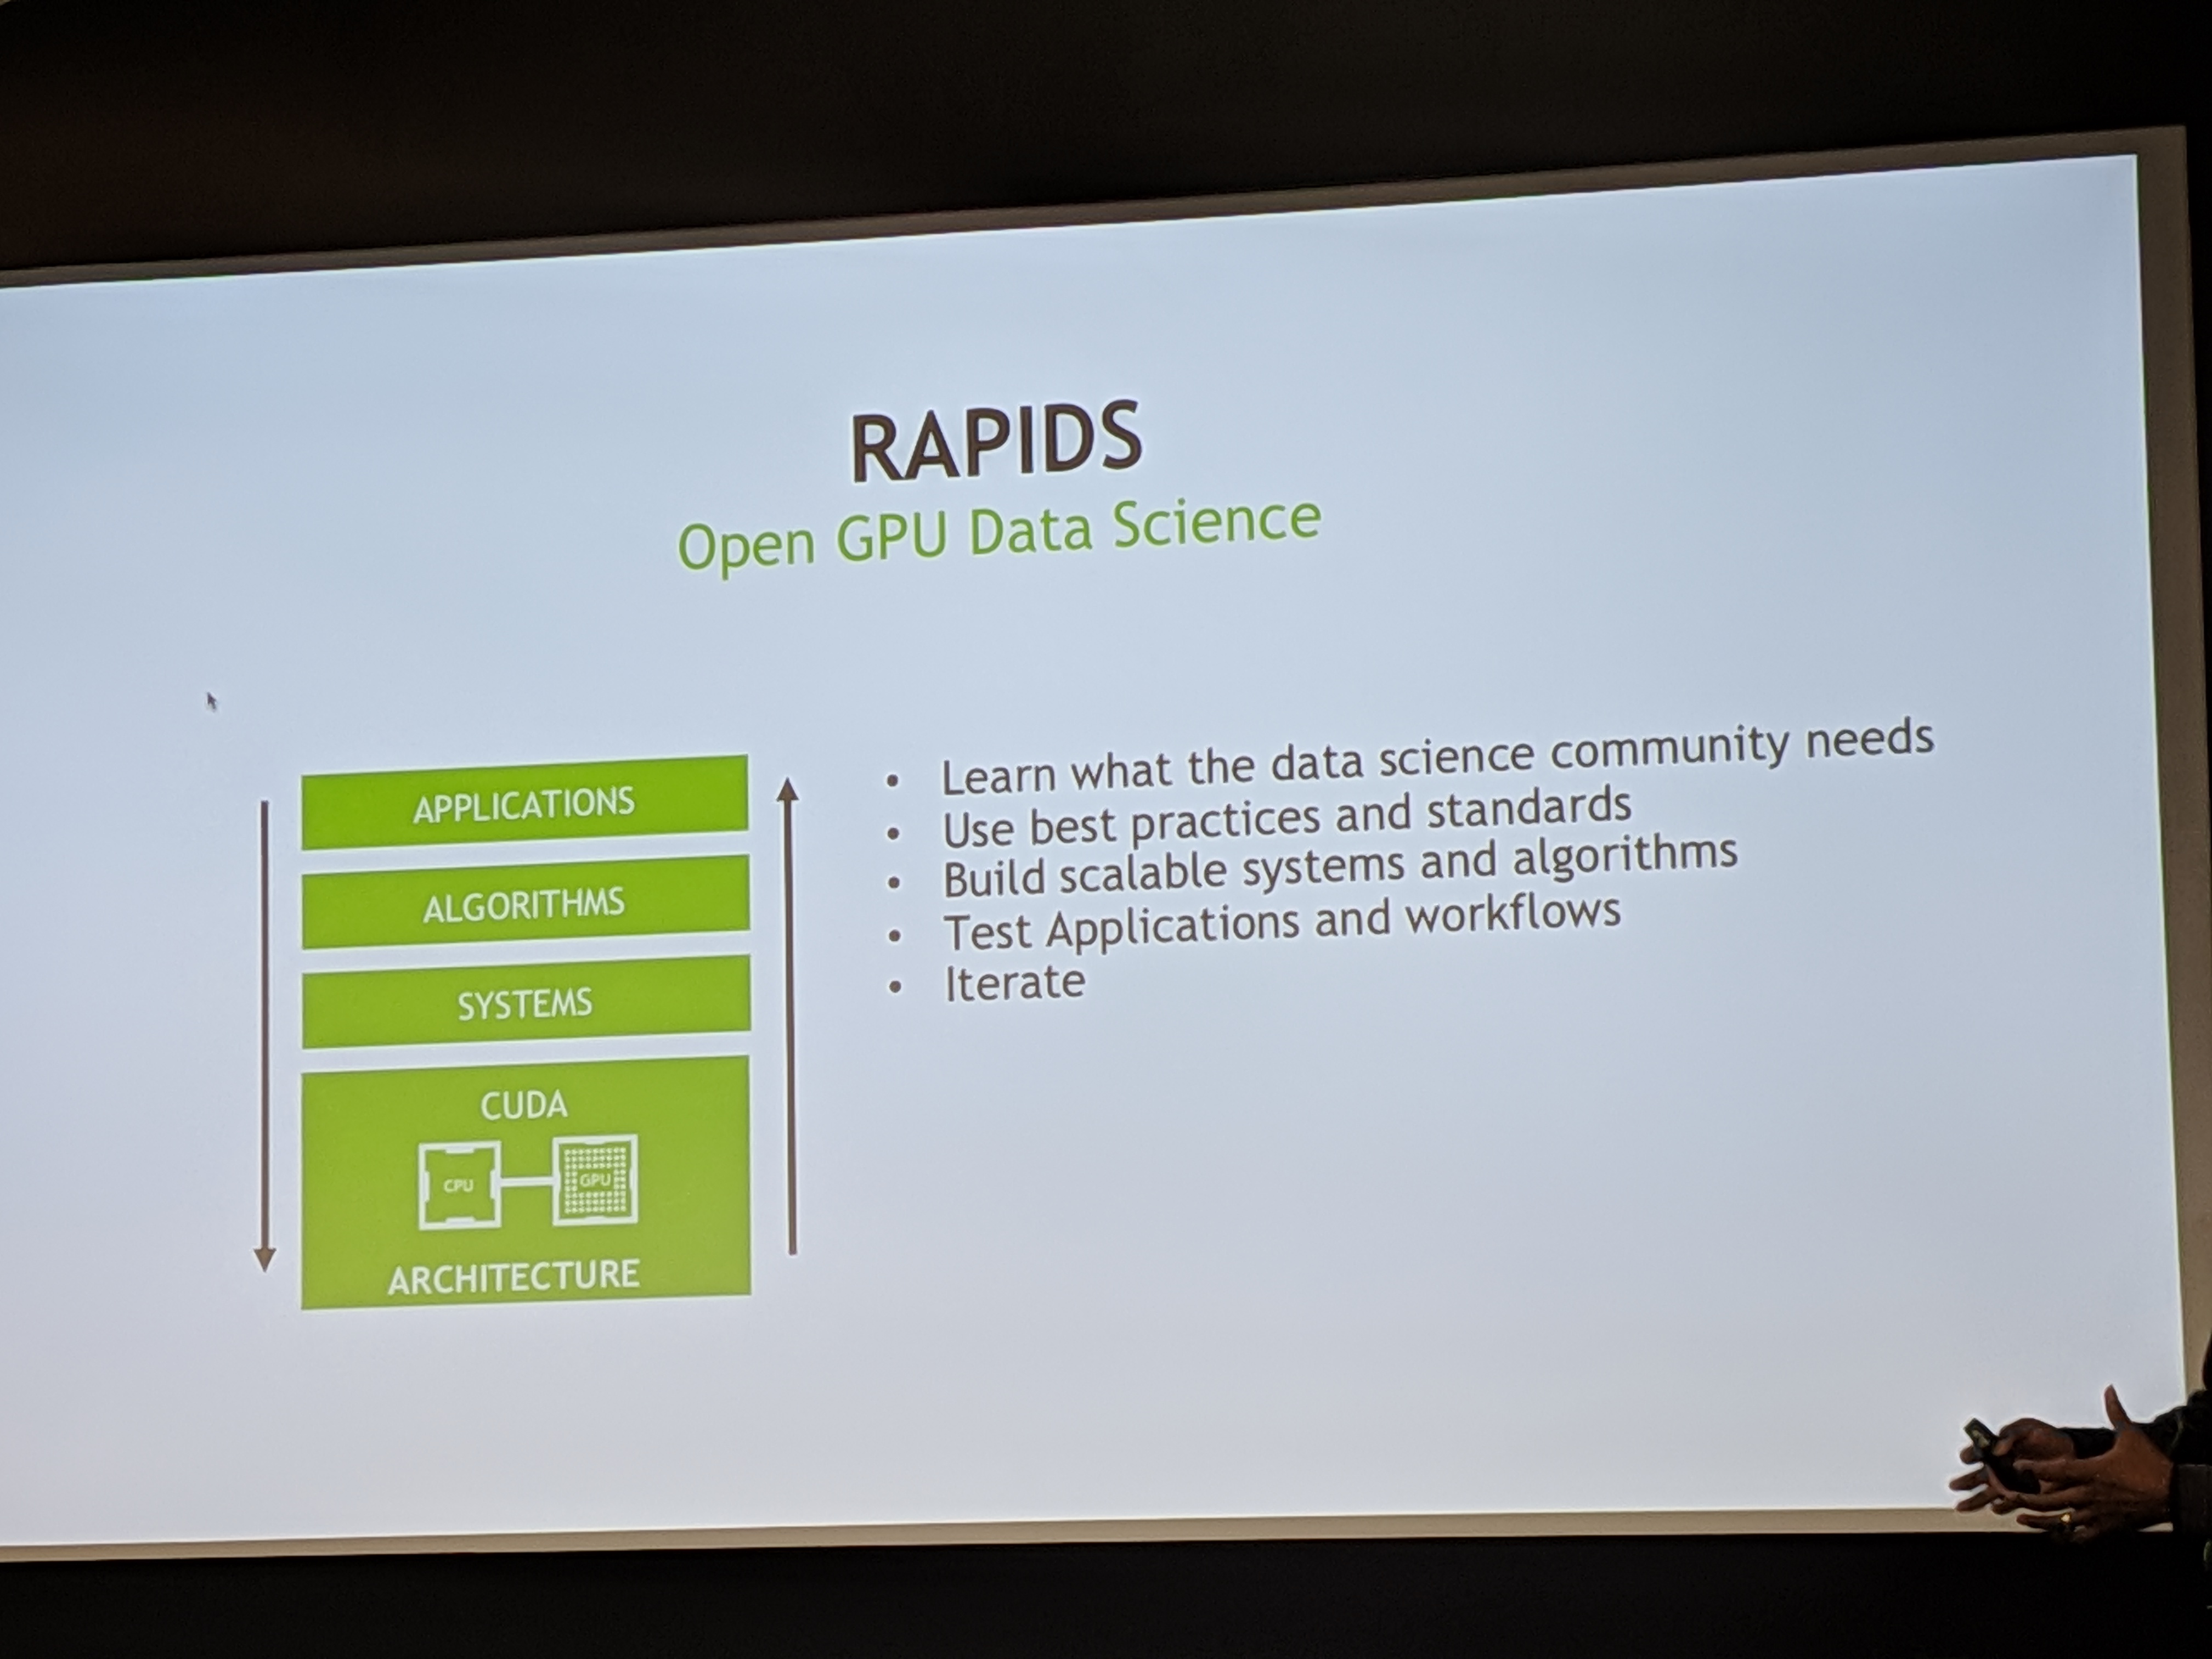 RAPIDS
Open GPU Data Science
APPLICATIONS
ALGORITHMS
SYSTEMS
CUDA
CPU
GPU
ARCHITECTURE
• Learn what the data science community needs
• Use best practices and standards
• Build scalable systems and algorithms
• Test Applications and workflows
• Iterate